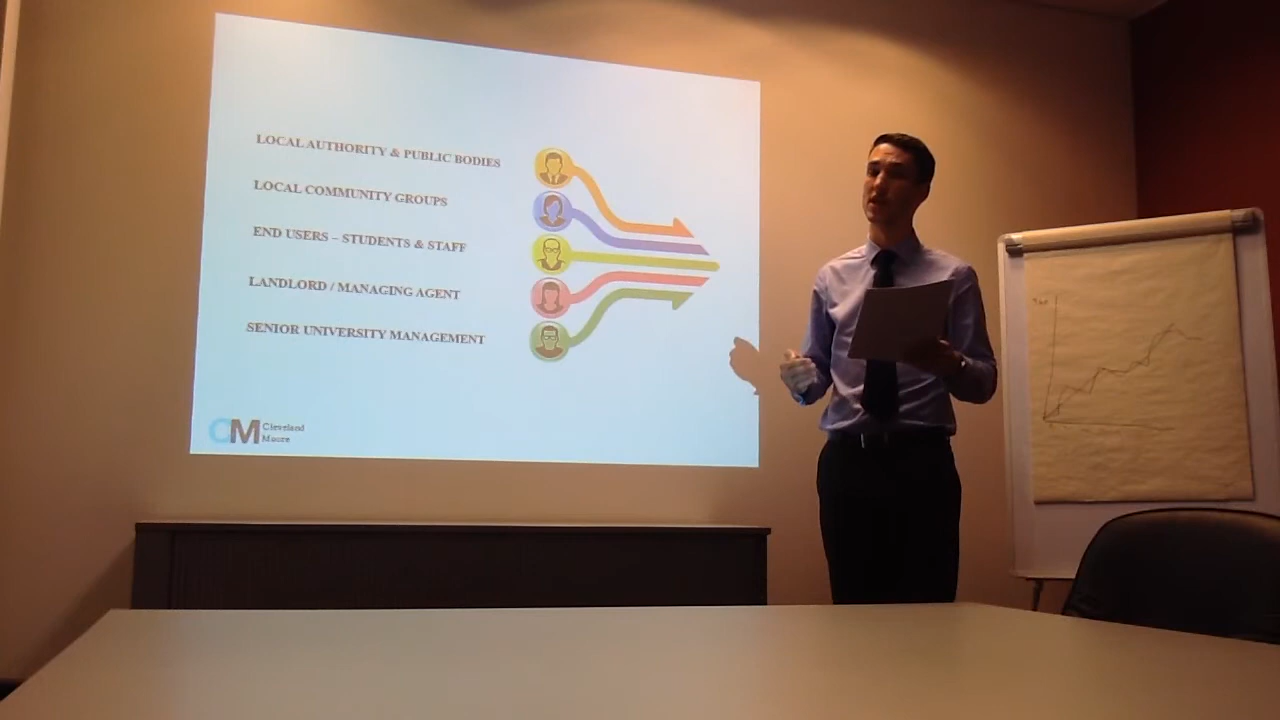 LOCAL AUTHORITY & PUBLIC BODIES
LOCAL COMMUNITY GROUPS
END USERS – STUDENTS & STAFF
LANDLORD / MANAGING AGENT
SENIOR UNIVERSITY MANAGEMENT
CM Cleveland
Moore